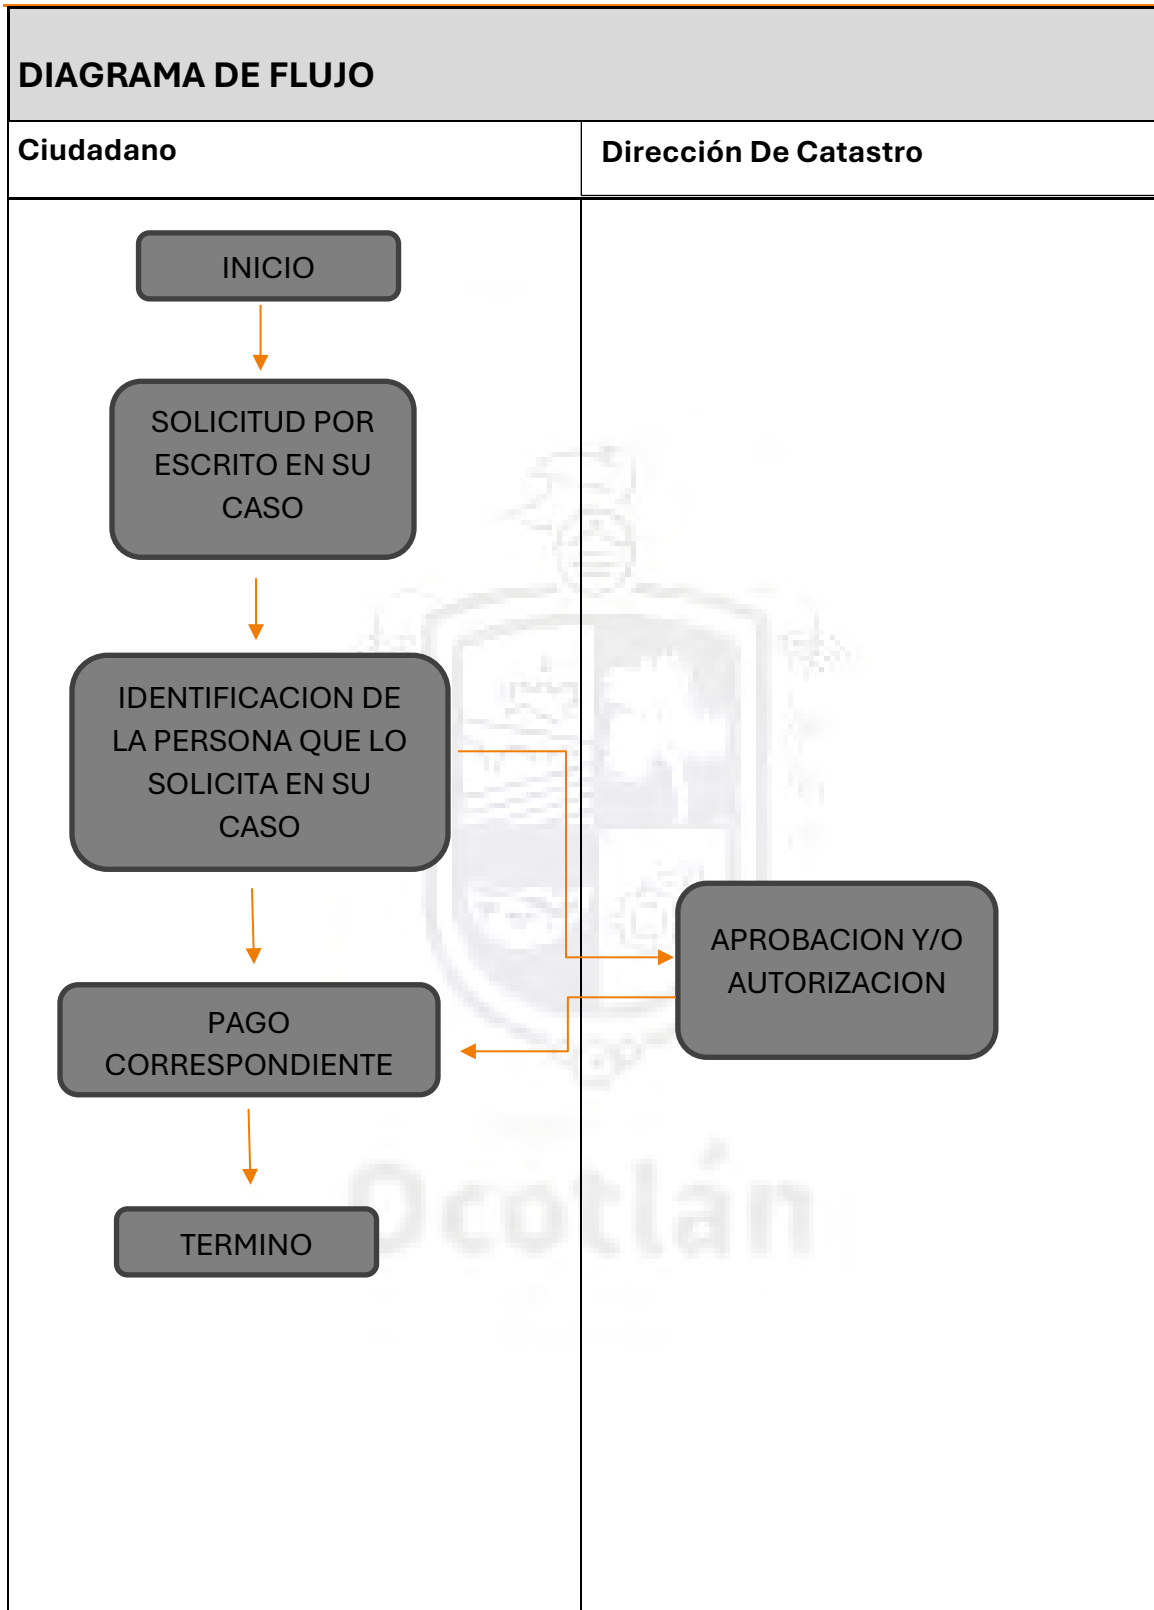 DIAGRAMA DE FLUJO
Ciudadano
Dirección De Catastro
INICIO
SOLICITUD POR
ESCRITO EN SU
CASO
IDENTIFICACION DE
LA PERSONA QUE LO
SOLICITA EN SU
CASO
APROBACION Y/O
AUTORIZACION
PAGO
CORRESPONDIENTE
TERMINO
Ocotlán